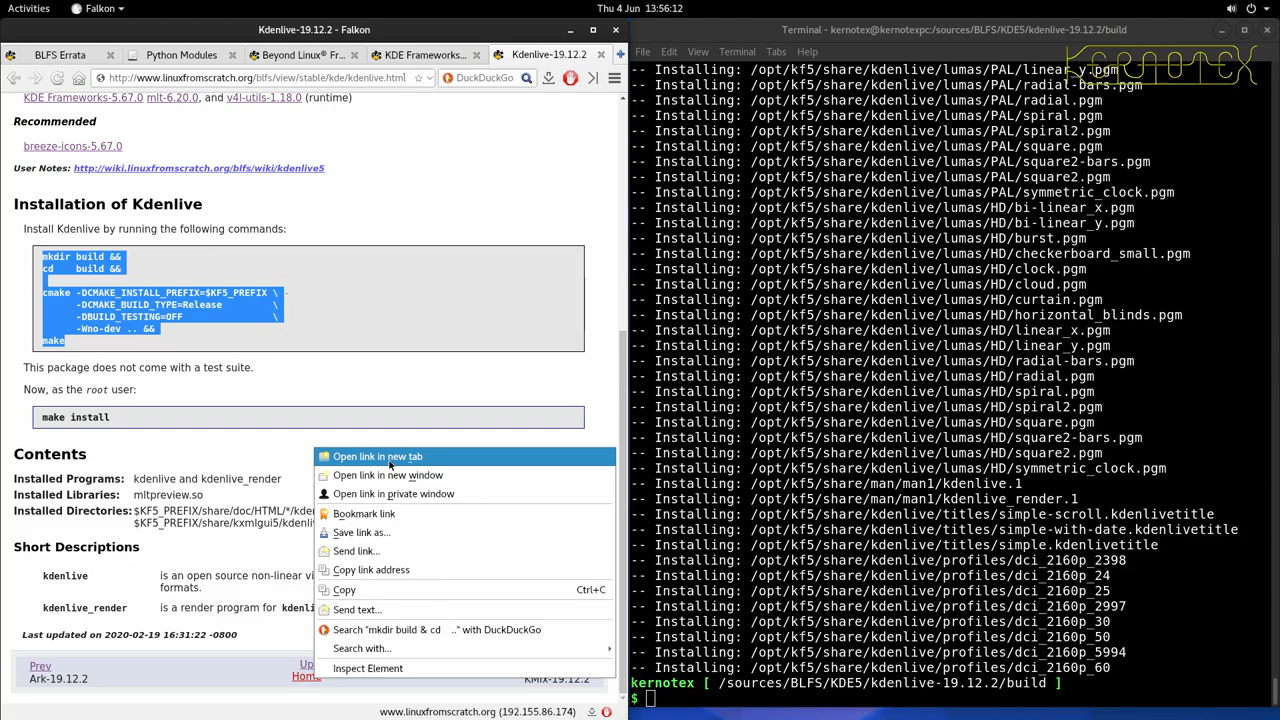 Activities
Falkon
Thu 4 Jun 13:56:12
Kdenlive-19.12.2 - Falkon
BLFS Errata
Python Modules
Beyond Linux® Fr...
KDE Frameworks...
Kdenlive-19.12.2
http://www.linuxfromscratch.org/blfs/view/stable/kde/kdenlive.html
DuckDuckGo
KDE Frameworks-5.67.0 mlt-6.20.0, and v4l-utils-1.18.0 (runtime)
Recommended
breeze-icons-5.67.0
User Notes: http://wiki.linuxfromscratch.org/blfs/wiki/kdenlive5
Installation of Kdenlive
Install Kdenlive by running the following commands:
mkdir build &&
cd    build &&
cmake -DCMAKE_INSTALL_PREFIX=$KF5_PREFIX \
-DCMAKE_BUILD_TYPE=Release         \
-DBUILD_TESTING=OFF                \
-Wno-dev .. &&
make
This package does not come with a test suite.
Now, as the root user:
make install
Contents
Installed Programs: kdenlive and kdenlive_render
Installed Libraries: mltpreview.so
Installed Directories: $KF5_PREFIX/share/doc/HTML/*/kden
$KF5_PREFIX/share/kxmlgui5/kdenli
Short Descriptions
kdenlive is an open source non-linear vi
formats.
kdenlive_render is a render program for kdenli
Last updated on 2020-02-19 16:31:22 -0800
Prev
Up
Ark-19.12.2
Home
KMix-19.12.2
www.linuxfromscratch.org (192.155.86.174)
Open link in new tab
Open link in new window
Open link in private window
Bookmark link
Save link as...
Send link...
Copy link address
Copy Ctrl+C
Send text...
Search "mkdir build & cd    .." with DuckDuckGo
Search with...
Inspect Element
Terminal - kernotex@kernotexpc:/sources/BLFS/KDE5/kdenlive-19.12.2/build
File Edit View Terminal Tabs Help
KERNOTEX
-- Installing: /opt/kf5/share/kdenlive/lumas/PAL/linear_y.pgm
-- Installing: /opt/kf5/share/kdenlive/lumas/PAL/radial-bars.pgm
-- Installing: /opt/kf5/share/kdenlive/lumas/PAL/radial.pgm
-- Installing: /opt/kf5/share/kdenlive/lumas/PAL/spiral.pgm
-- Installing: /opt/kf5/share/kdenlive/lumas/PAL/spiral2.pgm
-- Installing: /opt/kf5/share/kdenlive/lumas/PAL/square.pgm
-- Installing: /opt/kf5/share/kdenlive/lumas/PAL/square2-bars.pgm
-- Installing: /opt/kf5/share/kdenlive/lumas/PAL/square2.pgm
-- Installing: /opt/kf5/share/kdenlive/lumas/PAL/symmetric_clock.pgm
-- Installing: /opt/kf5/share/kdenlive/lumas/HD/bi-linear_x.pgm
-- Installing: /opt/kf5/share/kdenlive/lumas/HD/bi-linear_y.pgm
-- Installing: /opt/kf5/share/kdenlive/lumas/HD/burst.pgm
-- Installing: /opt/kf5/share/kdenlive/lumas/HD/checkerboard_small.pgm
-- Installing: /opt/kf5/share/kdenlive/lumas/HD/clock.pgm
-- Installing: /opt/kf5/share/kdenlive/lumas/HD/cloud.pgm
-- Installing: /opt/kf5/share/kdenlive/lumas/HD/curtain.pgm
-- Installing: /opt/kf5/share/kdenlive/lumas/HD/horizontal_blinds.pgm
-- Installing: /opt/kf5/share/kdenlive/lumas/HD/linear_x.pgm
-- Installing: /opt/kf5/share/kdenlive/lumas/HD/linear_y.pgm
-- Installing: /opt/kf5/share/kdenlive/lumas/HD/radial-bars.pgm
-- Installing: /opt/kf5/share/kdenlive/lumas/HD/radial.pgm
-- Installing: /opt/kf5/share/kdenlive/lumas/HD/spiral.pgm
-- Installing: /opt/kf5/share/kdenlive/lumas/HD/spiral2.pgm
-- Installing: /opt/kf5/share/kdenlive/lumas/HD/square.pgm
-- Installing: /opt/kf5/share/kdenlive/lumas/HD/square2-bars.pgm
-- Installing: /opt/kf5/share/kdenlive/lumas/HD/square2.pgm
-- Installing: /opt/kf5/share/kdenlive/lumas/HD/symmetric_clock.pgm
-- Installing: /opt/kf5/share/man/man1/kdenlive.1
-- Installing: /opt/kf5/share/man/man1/kdenlive_render.1
-- Installing: /opt/kf5/share/kdenlive/titles/simple-scroll.kdenlivetitle
-- Installing: /opt/kf5/share/kdenlive/titles/simple-with-date.kdenlivetitle
-- Installing: /opt/kf5/share/kdenlive/titles/simple.kdenlivetitle
-- Installing: /opt/kf5/share/kdenlive/profiles/dci_2160p_2398
-- Installing: /opt/kf5/share/kdenlive/profiles/dci_2160p_24
-- Installing: /opt/kf5/share/kdenlive/profiles/dci_2160p_25
-- Installing: /opt/kf5/share/kdenlive/profiles/dci_2160p_2997
-- Installing: /opt/kf5/share/kdenlive/profiles/dci_2160p_30
-- Installing: /opt/kf5/share/kdenlive/profiles/dci_2160p_50
-- Installing: /opt/kf5/share/kdenlive/profiles/dci_2160p_5994
-- Installing: /opt/kf5/share/kdenlive/profiles/dci_2160p_60
kernotex [ /sources/BLFS/KDE5/kdenlive-19.12.2/build ]
$